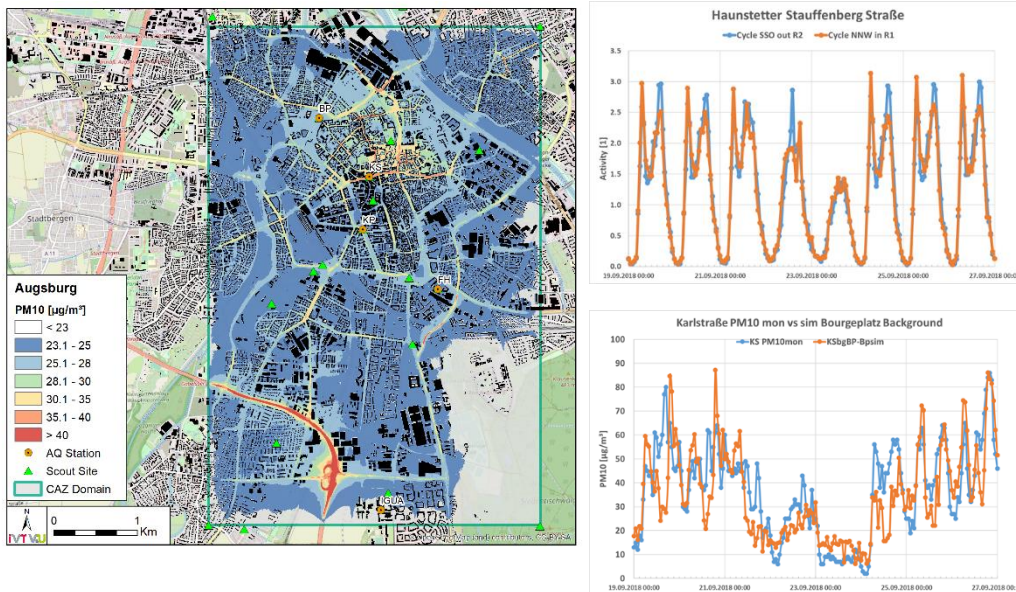 BF
KP
FH
IGUA
Stadtbergen
A 11
Augsburg
PM10 [µg/m³]
< 23
23.1 - 25
25.1 - 28
28.1 - 30
30.1 - 35
35.1 - 40
> 40
AQ Station
Scout Site
CAZ Domain
N
0 1
Km
Haunstetter Stauffenberg Straße
Cycle SSO out R2 Cycle NNW in R1
Activity [1]
3.5
3.0
2.5
2.0
1.5
1.0
0.5
0.0
19.09.2018 00:00 21.09.2018 00:00 23.09.2018 00:00 25.09.2018 00:00 27.09.2018 00:00
Karlstraße PM10 mon vs sim Bourgeplatz Background
KS PM10mon KSbgBP-Bpsim
PM10 [µg/m³]
100
90
80
70
60
50
40
30
20
10
0
19.09.2018 00:00 21.09.2018 00:00 23.09.2018 00:00 25.09.2018 00:00 27.09.2018 00: